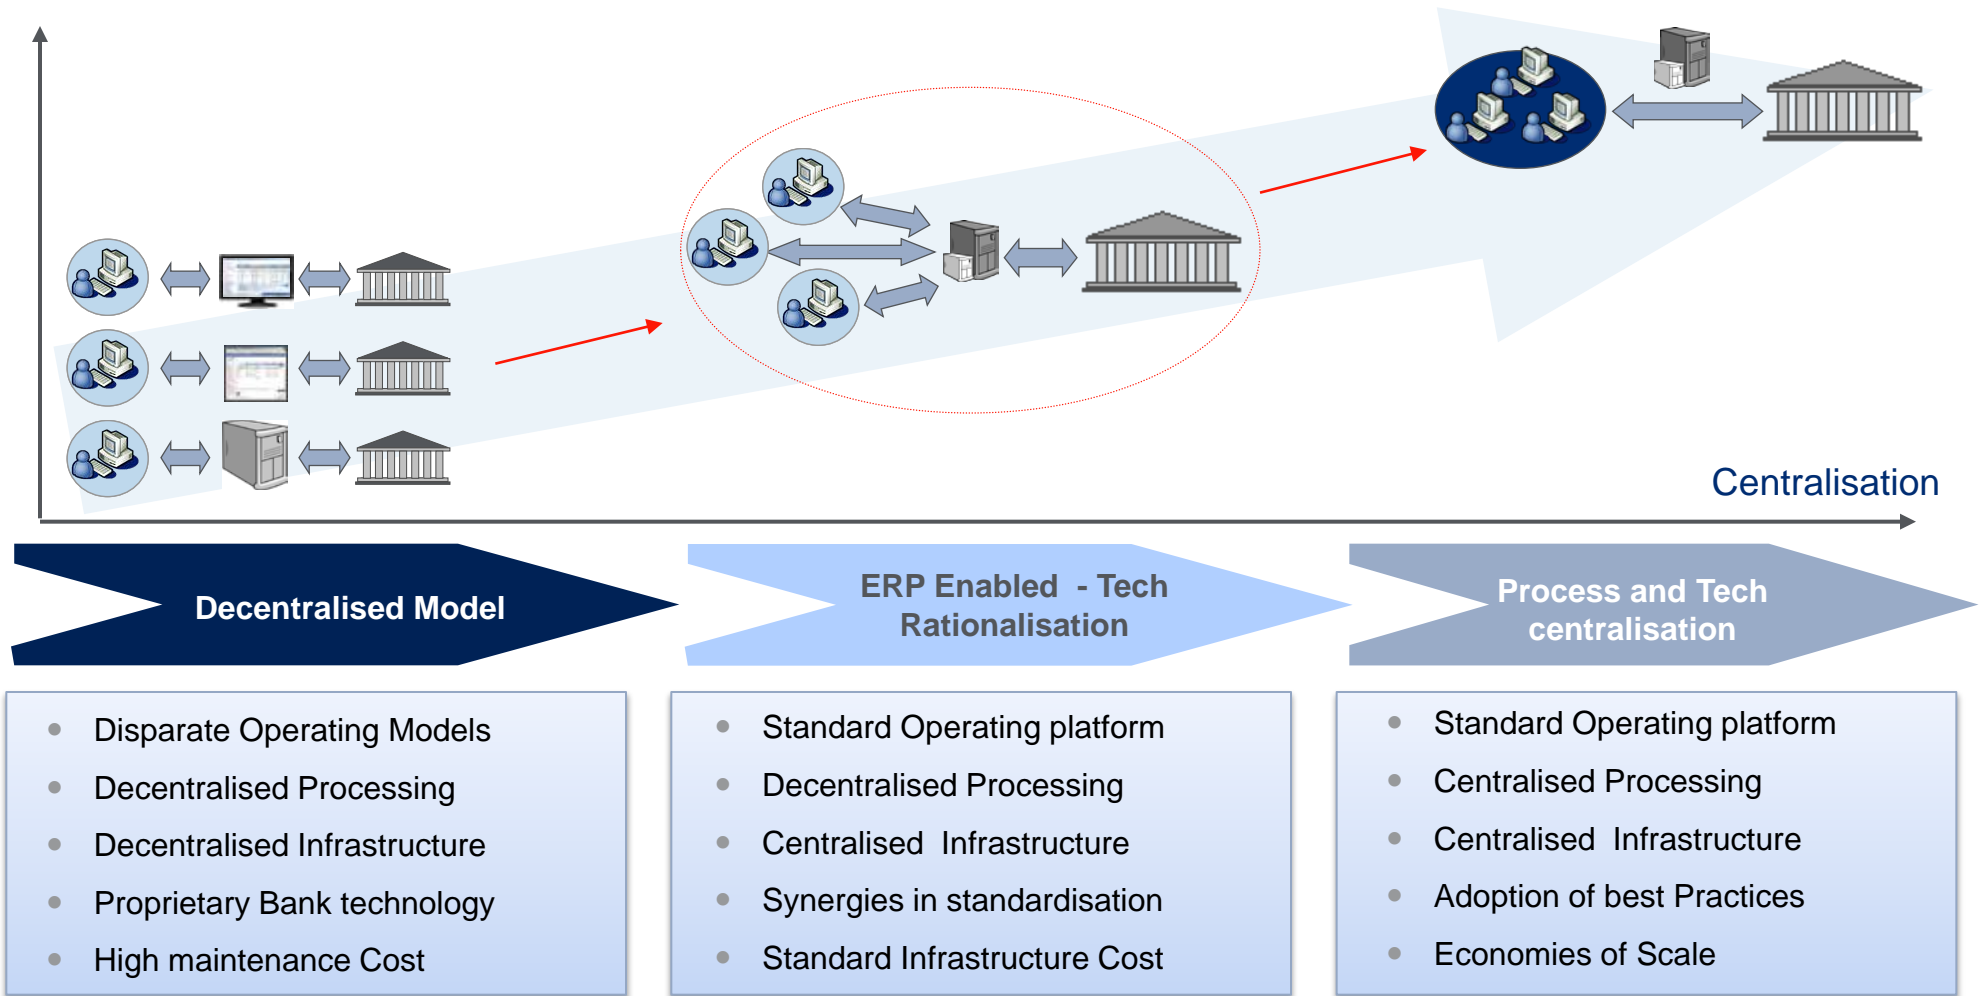 Centralisation
Decentralised Model
ERP Enabled  - Tech
Rationalisation
Process and Tech
centralisation
Disparate Operating Models
Decentralised Processing
Decentralised Infrastructure
Proprietary Bank technology
High maintenance Cost
Standard Operating platform
Decentralised Processing
Centralised  Infrastructure
Synergies in standardisation
Standard Infrastructure Cost
Standard Operating platform
Centralised Processing
Centralised  Infrastructure
Adoption of best Practices
Economies of Scale